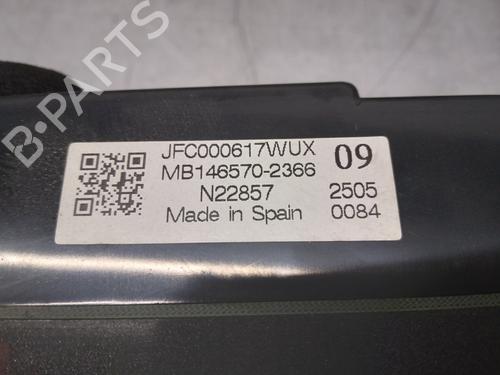 JFC000617WUX 09
MB146570-2366
N22857 2505
Made in Spain 0084
B-PARTS